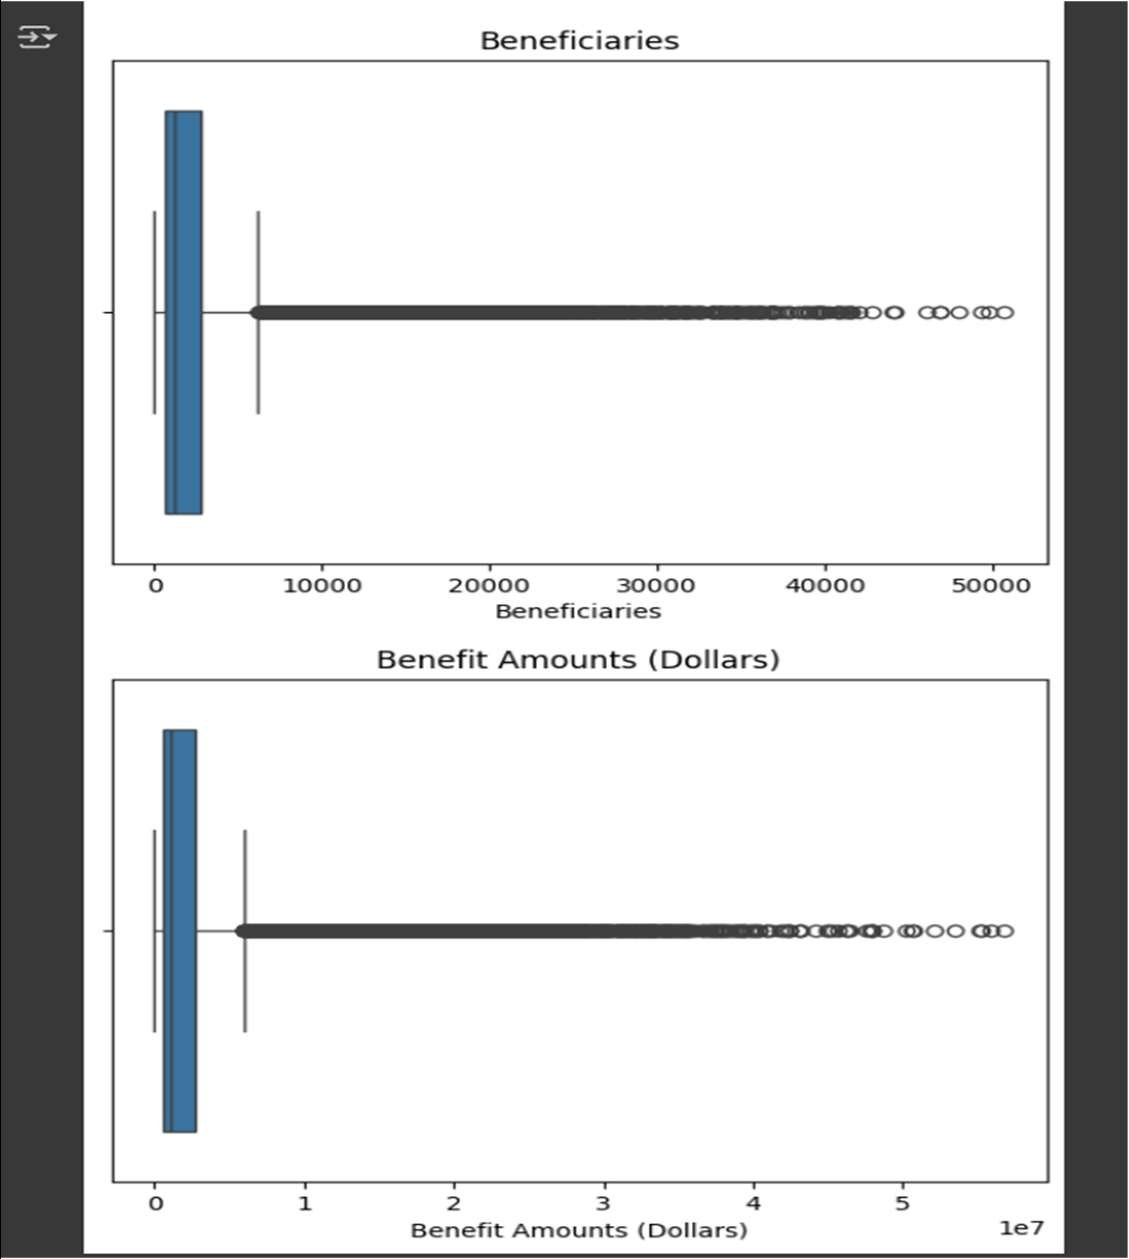 Beneficiaries
0 10000 20000 30000 40000 50000
Beneficiaries
Benefit Amounts (Dollars)
0 1 2 3 4 5
1e7
Benefit Amounts (Dollars)